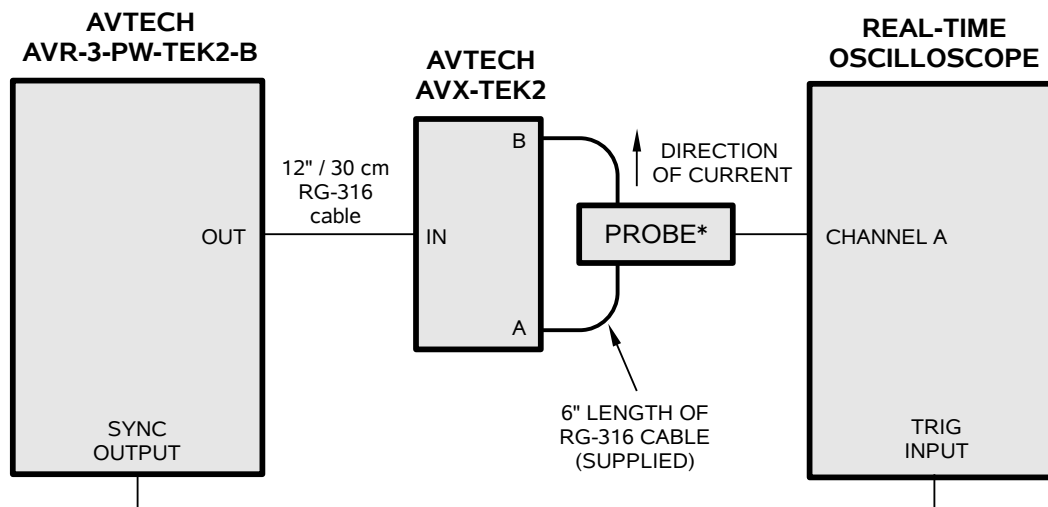 AVTECH
AVR-3-PW-TEK2-B
OUT
SYNC
OUTPUT
12" / 30 cm
RG-316
cable
AVTECH
AVX-TEK2
IN
B
A
DIRECTION
OF CURRENT
PROBE*
6" LENGTH OF
RG-316 CABLE
(SUPPLIED)
REAL-TIME
OSCILLOSCOPE
CHANNEL A
TRIG
INPUT